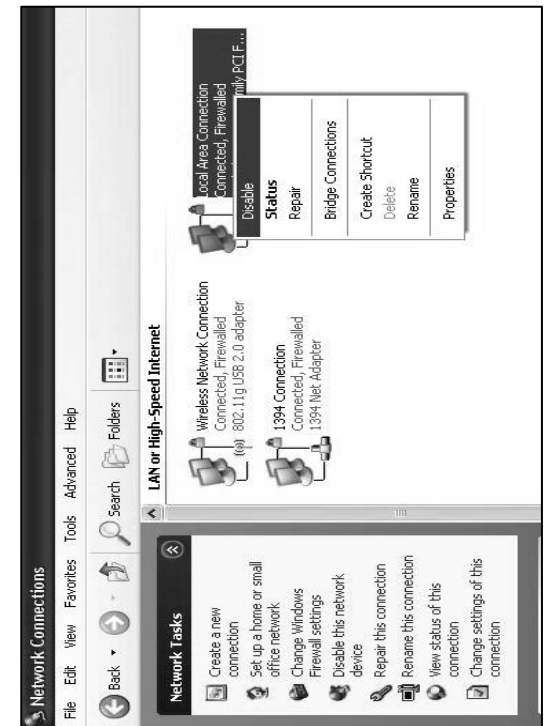 Network Connections
File Edit View Favorites Tools Advanced Help
Back Search Folders
Network Tasks
Create a new
connection
Set up a home or small
office network
Change Windows
Firewall settings
Disable this network
device
Repair this connection
Rename this connection
View status of this
connection
Change settings of this
connection
LAN or High-Speed Internet
Wireless Network Connection
Connected, Firewalled
802.11g USB 2.0 adapter
1394 Connection
Connected, Firewalled
1394 Net Adapter
Local Area Connection
Connected, Firewalled
PCI F...
Disable
Status
Repair
Bridge Connections
Create Shortcut
Delete
Rename
Properties